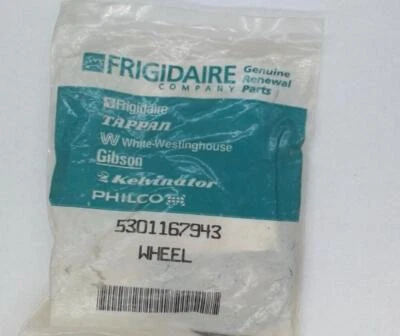 FRIGIDAIRE
COMPANY
Genuine
Renewal
Parts
Frigidaire
TAPPAN
White-Westinghouse
Gibson
Kelvinator
PHILCO
5301167943
WHEEL